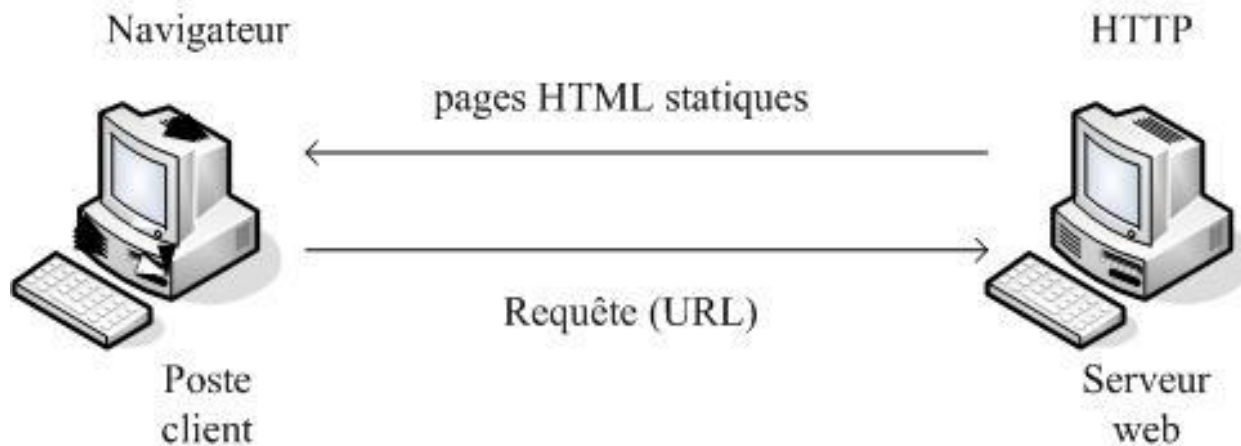 Navigateur
HTTP
pages HTML statiques
Requête (URL)
Poste
client
Serveur
web